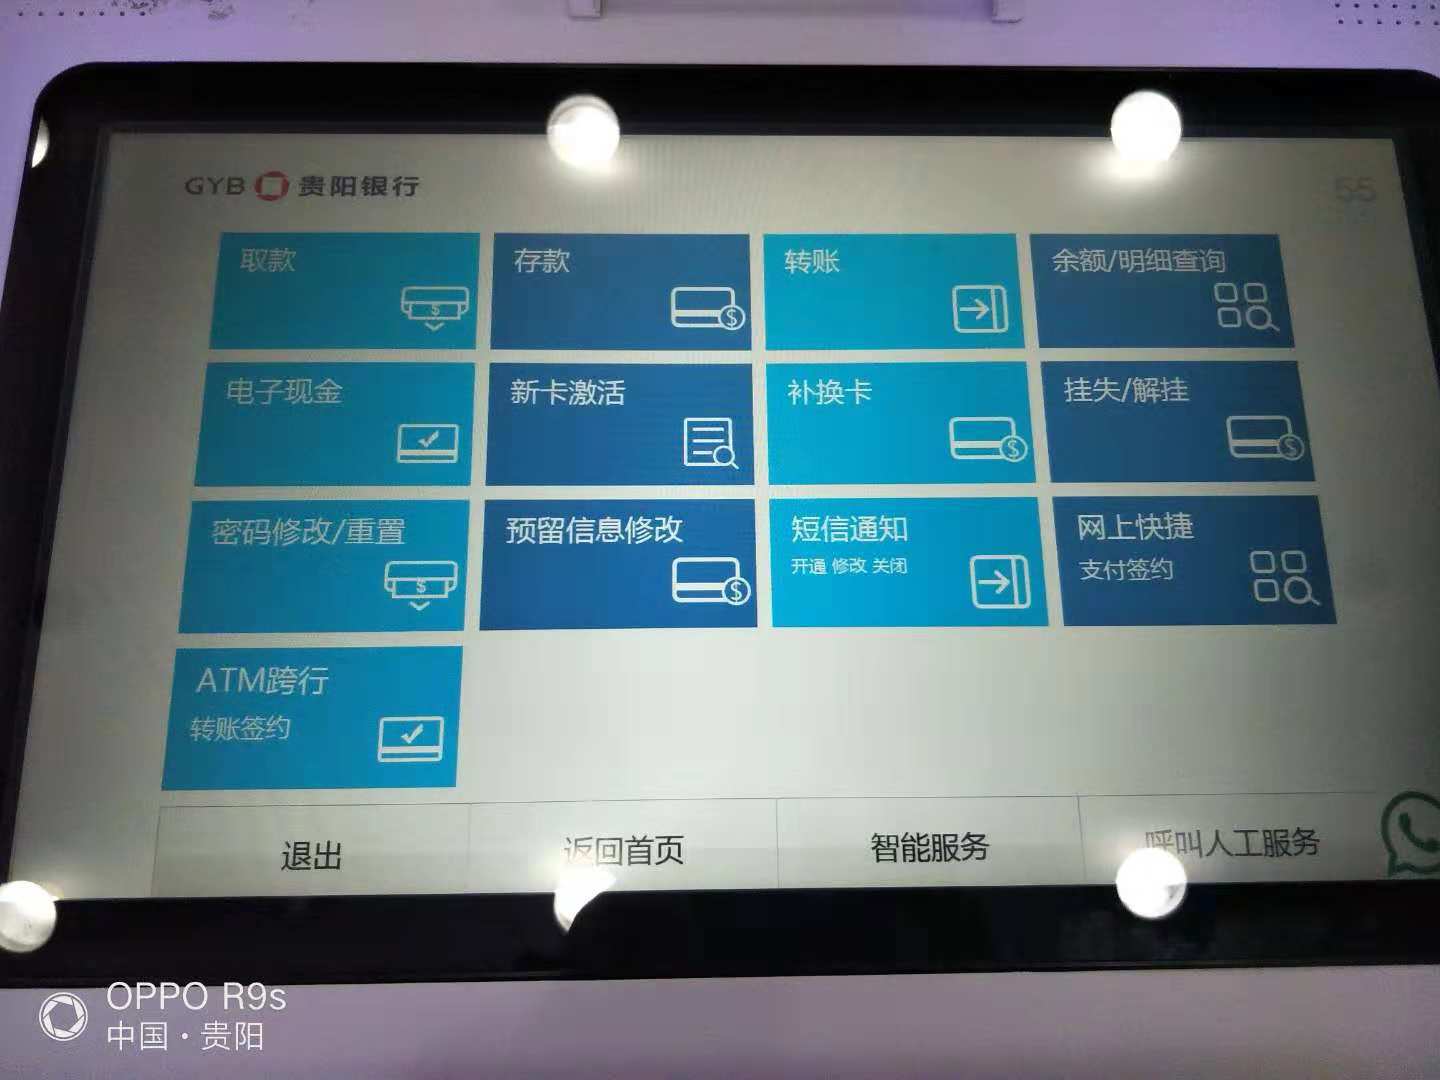 GYB 贵阳银行
55
取款
存款
转账
余额/明细查询
电子现金
新卡激活
补换卡
挂失/解挂
密码修改/重置
预留信息修改
短信通知
开通 修改 关闭
网上快捷
支付签约
ATM跨行
转账签约
退出
返回首页
智能服务
呼叫人工服务
OPPO R9s
中国·贵阳